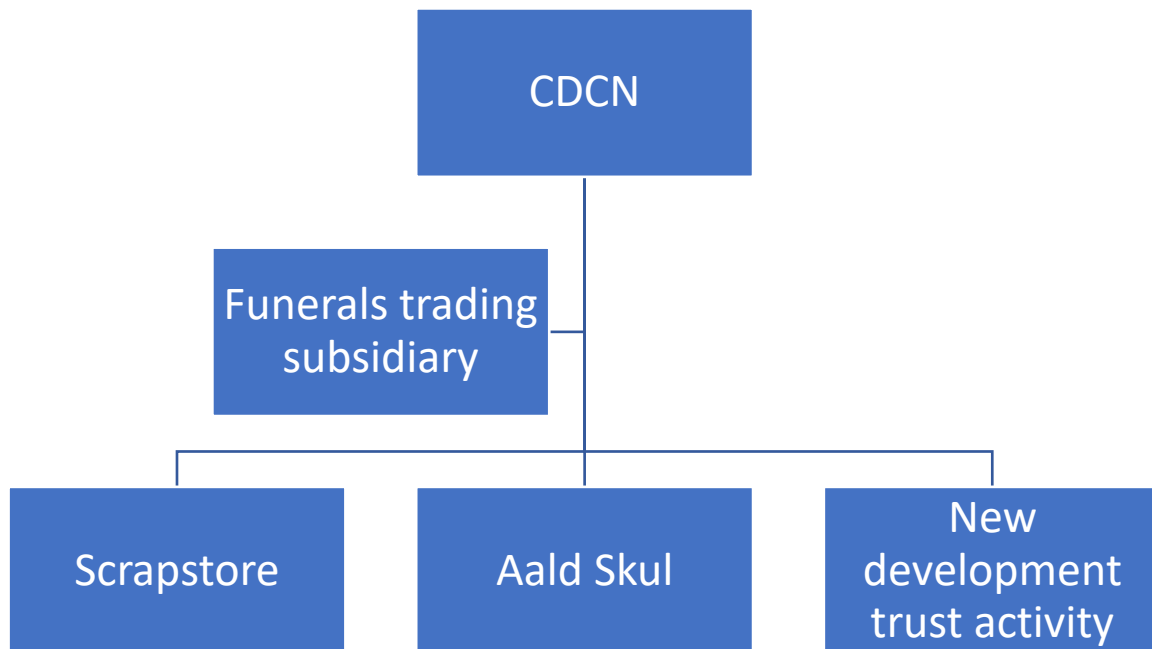 CDCN
Funerals trading
subsidiary
Scrapstore
Aald Skul
New
development
trust activity